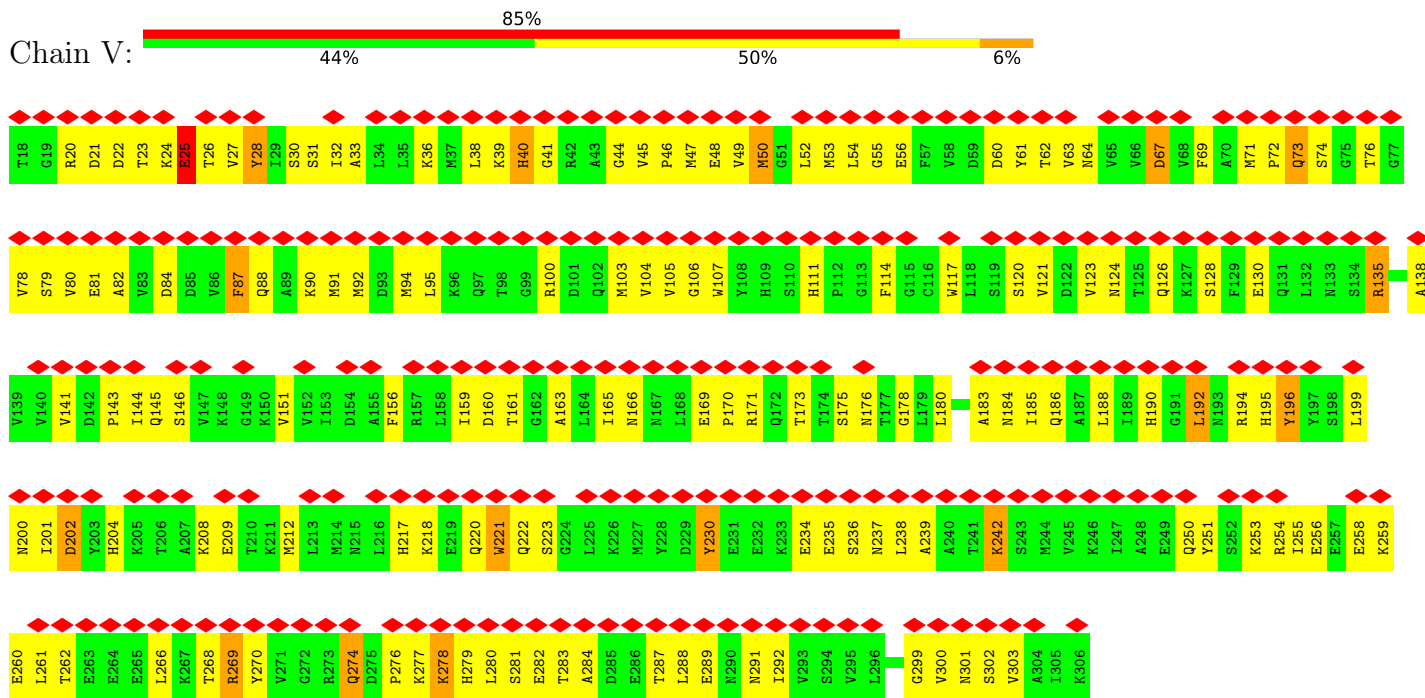 85%
Chain V:
44% 50% 6%
T18 G19 R20 D21 D22 T23 K24 E25 T26 V27 Y28 I29 S30 S31 I32 A33 L34 L35 K36 M37 L38 K39 H40 G41 R42 A43 G44 V45 P46 M47 E48 V49 M50 G51 L52 M53 L54 G55 E56 F57 V58 D59 D60 Y61 T62 V63 N64 V65 V66 D67 V68 F69 A70 M71 P72 Q73 S74 G75 T76 G77
V78 S79 V80 E81 A82 V83 D84 D85 V86 F87 Q88 A89 K90 M91 M92 D93 M94 L95 K96 Q97 T98 G99 R100 D101 Q102 M103 V104 V105 G106 W107 Y108 H109 S110 H111 P112 G113 F114 G115 C116 W117 L118 S119 S120 V121 D122 V123 N124 T125 Q126 K127 S128 F129 E130 Q131 L132 N133 S134 R135 A138
V139 V140 V141 D142 P143 I144 Q145 S146 V147 K148 G149 K150 V151 V152 I153 D154 A155 F156 R157 L158 I159 D160 T161 G162 A163 L164 I165 N166 N167 L168 E169 P170 R171 Q172 T173 T174 S175 N176 T177 G178 L179 L180 A183 N184 I185 Q186 A187 L188 I189 H190 G191 L192 N193 R194 H195 Y196 Y197 S198 L199
N200 I201 D202 Y203 H204 K205 T206 A207 K208 E209 T210 K211 M212 L213 M214 N215 L216 H217 K218 E219 Q220 W221 Q222 S223 G224 L225 K226 M227 Y228 D229 Y230 E231 E232 K233 E234 E235 S236 N237 L238 A239 A240 T241 K242 S243 M244 V245 K246 I247 A248 E249 Q250 Y251 S252 K253 R254 I255 E256 E257 E258 K259
E260 L261 T262 E263 E264 E265 L266 K267 T268 R269 Y270 V271 G272 R273 Q274 D275 P276 K277 K278 H279 L280 S281 E282 T283 A284 D285 E286 T287 L288 E289 N290 N291 I292 V293 S294 V295 L296 G299 V300 N301 S302 V303 A304 I305 K306